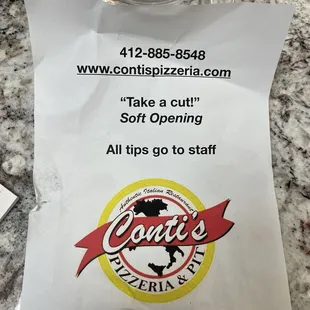 412-885-8548
www.contispizzeria.com
"Take a cut!"
Soft Opening
All tips go to staff
Authentic Italian Restaurant
Conti's
PIZZERIA & PIT